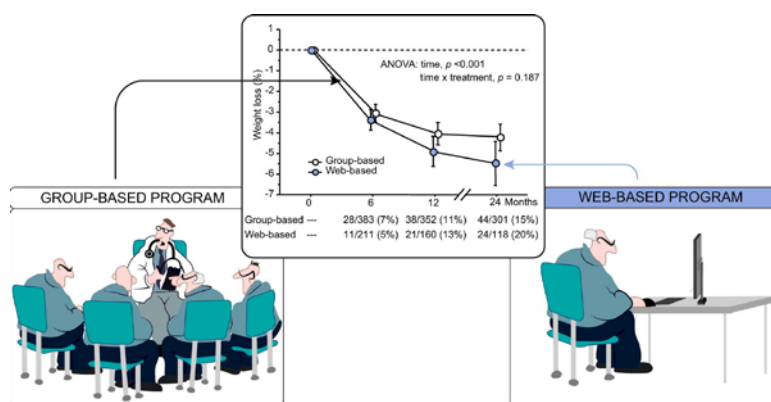 1
0
-1
-2
-3
-4
-5
-6
-7
Weight loss (%)
ANOVA: time, p <0.001
time x treatment, p = 0.187
Group-based
Web-based
0 6 12 24 Months
Group-based --- 28/383 (7%) 38/352 (11%) 44/301 (15%)
Web-based --- 11/211 (5%) 21/160 (13%) 24/118 (20%)
GROUP-BASED PROGRAM
WEB-BASED PROGRAM